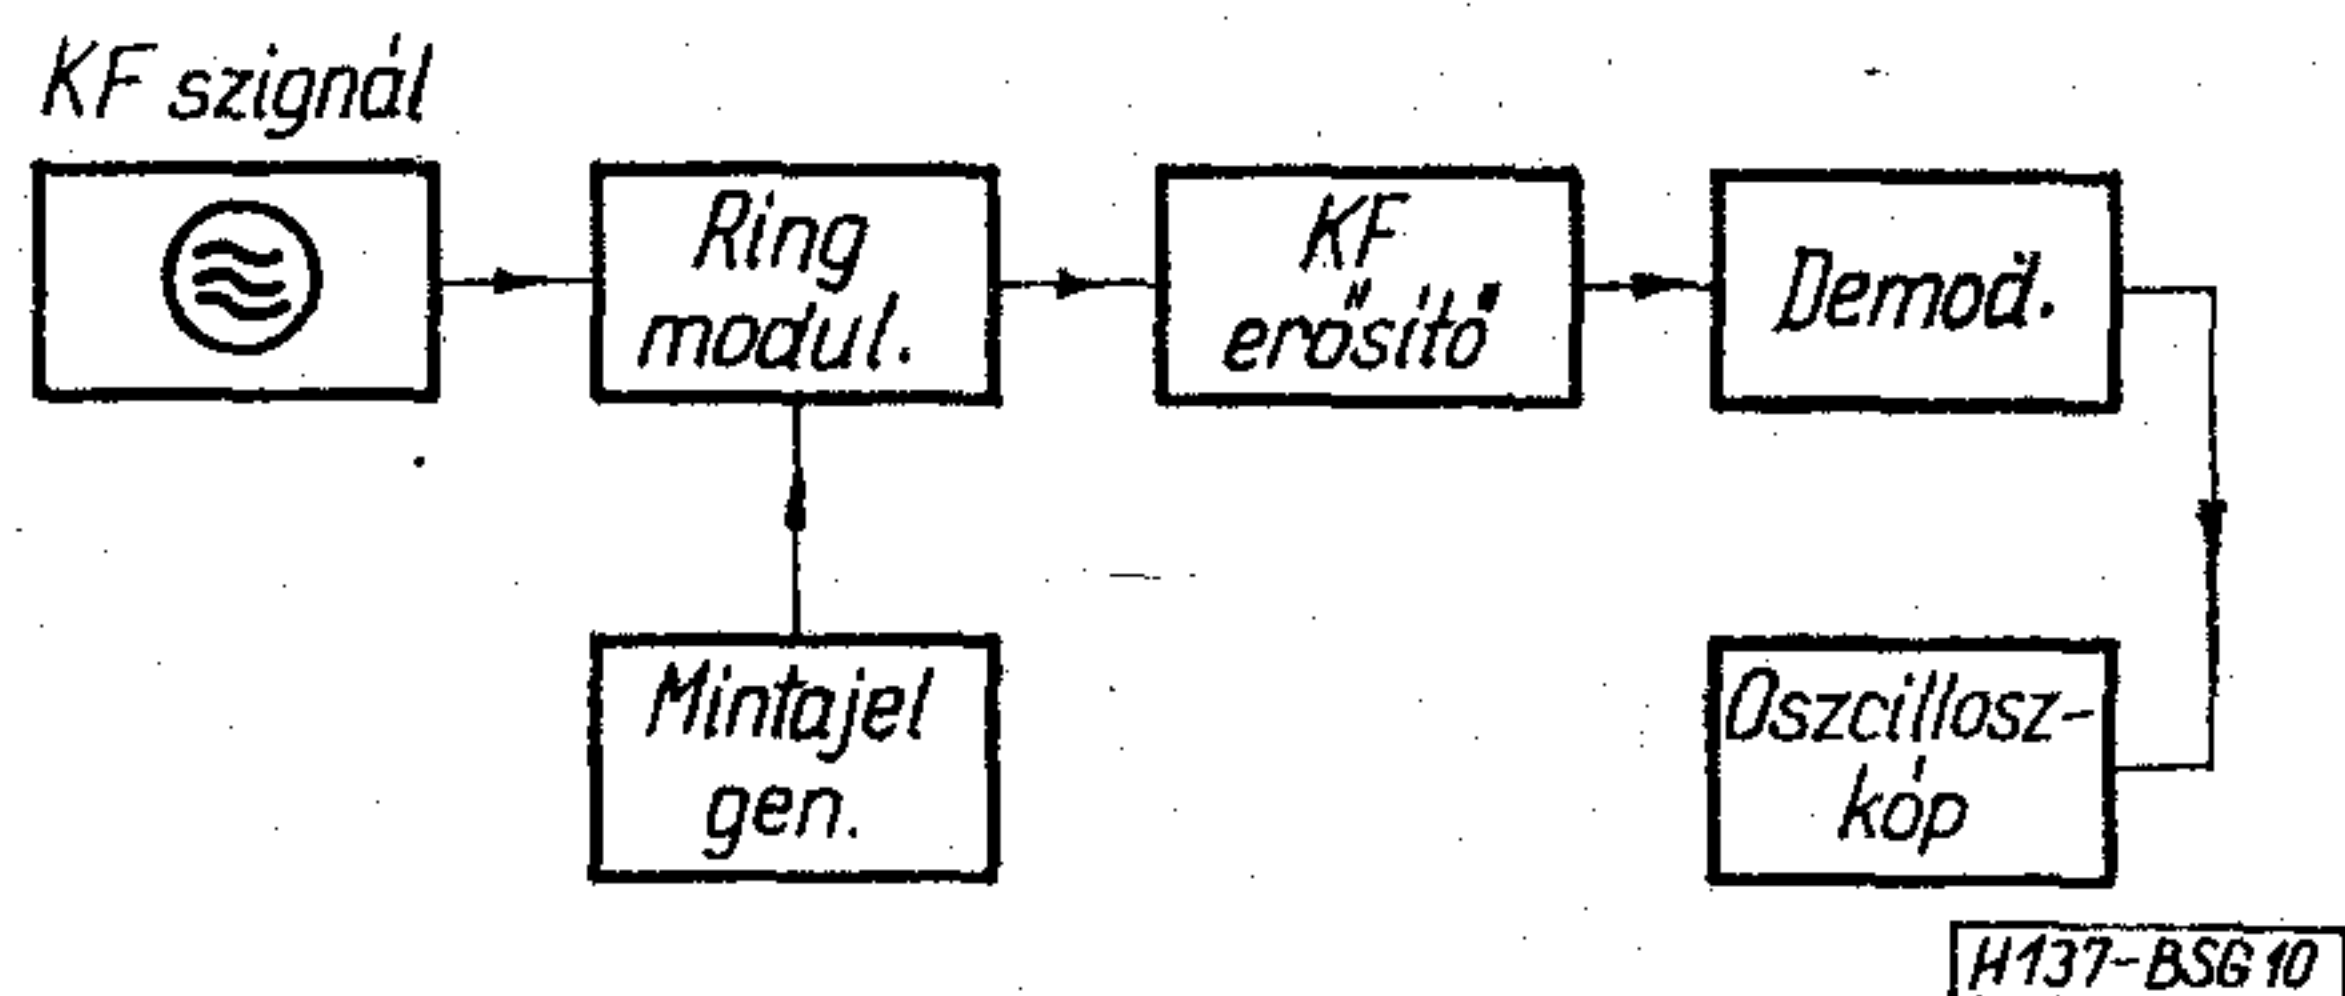 KF szignál
Ring
modul.
KF
erősítő
Demod.
Mintajel
gen.
Oszcillosz-
kóp
H137-BSG10